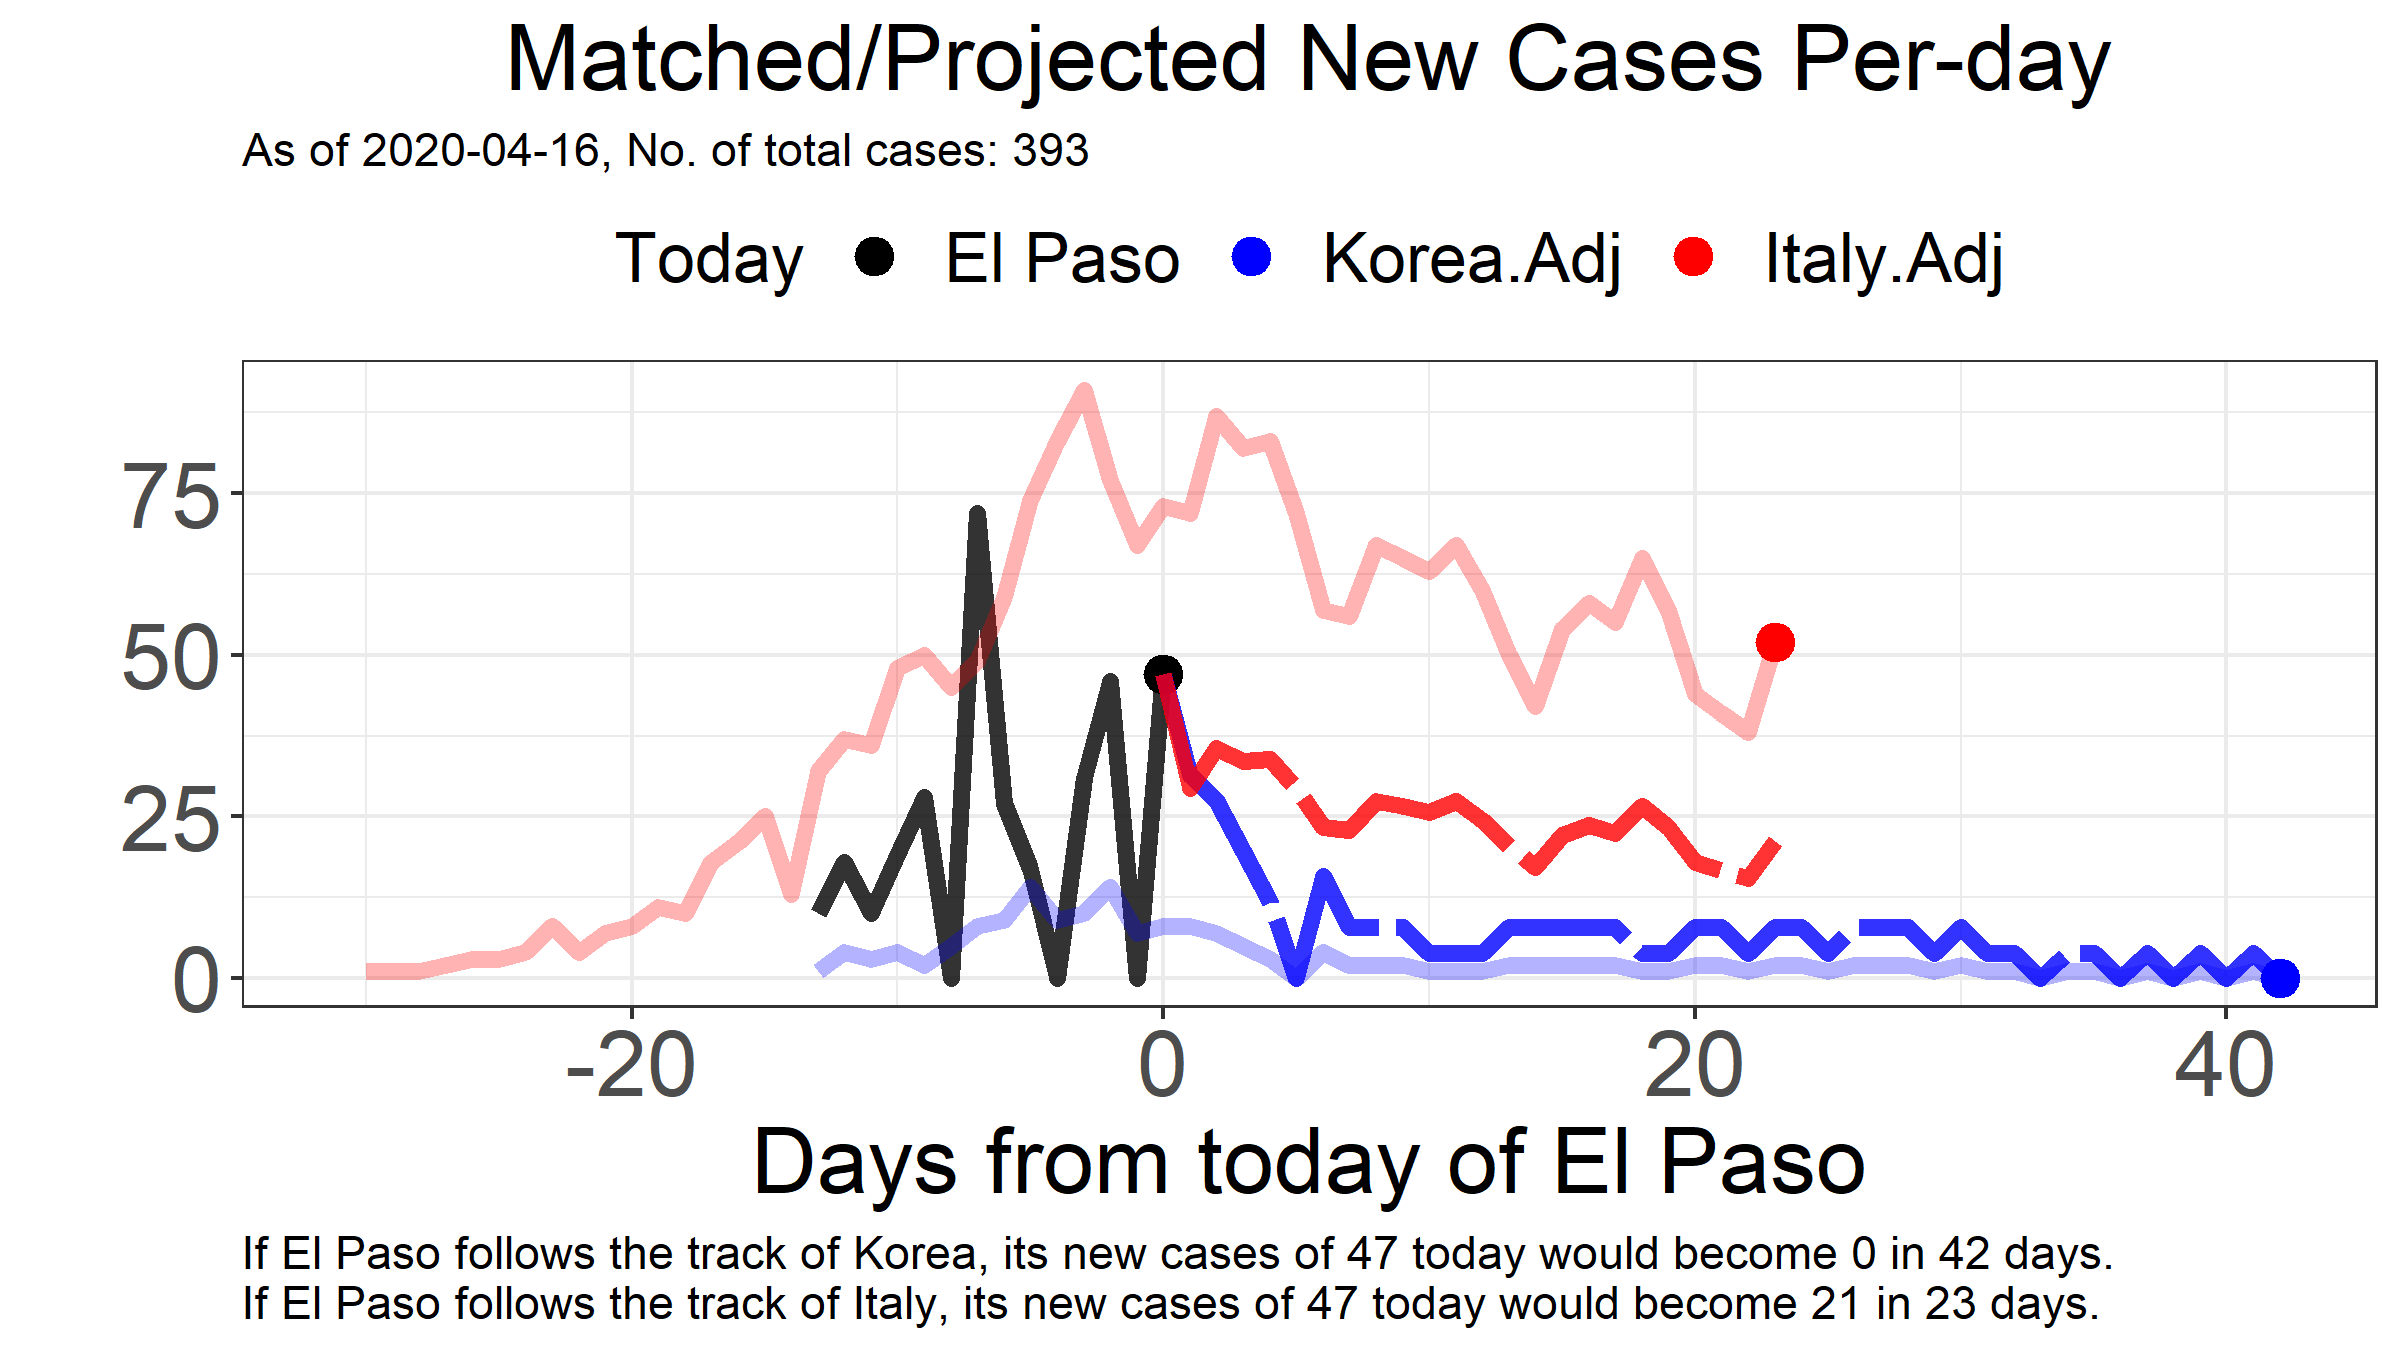 Matched/Projected New Cases Per-day
As of 2020-04-16, No. of total cases: 393
Today El Paso Korea.Adj Italy.Adj
75
50
25
0
-20 0 20 40
Days from today of El Paso
If El Paso follows the track of Korea, its new cases of 47 today would become 0 in 42 days.
If El Paso follows the track of Italy, its new cases of 47 today would become 21 in 23 days.